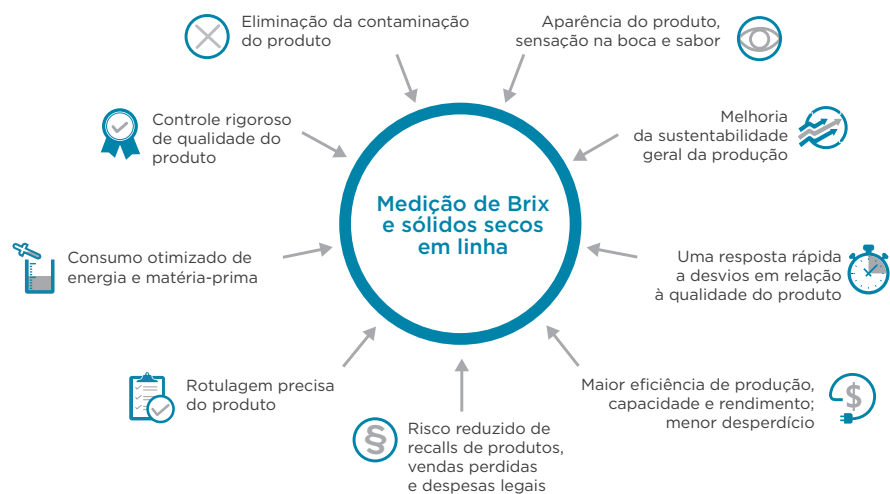 Eliminação da contaminação
do produto
Aparência do produto,
sensação na boca e sabor
Controle rigoroso
de qualidade do
produto
Melhoria
da sustentabilidade
geral da produção
Medição de Brix
e sólidos secos
em linha
Consumo otimizado de
energia e matéria-prima
Uma resposta rápida
a desvios em relação
à qualidade do produto
Rotulagem precisa
do produto
Maior eficiência de produção,
capacidade e rendimento;
menor desperdício
$
§
Risco reduzido de
recalls de produtos,
vendas perdidas
e despesas legais